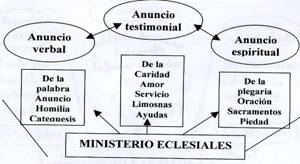 Anuncio
testimonial
Anuncio
verbal
Anuncio
espiritual
De la
palabra
Anuncio
Homilía
Catequesis
De la
Caridad
Amor
Servicio
Limosnas
Ayudas
De la
plegaria
Oración
Sacramentos
Piedad
MINISTERIO ECLESIALES